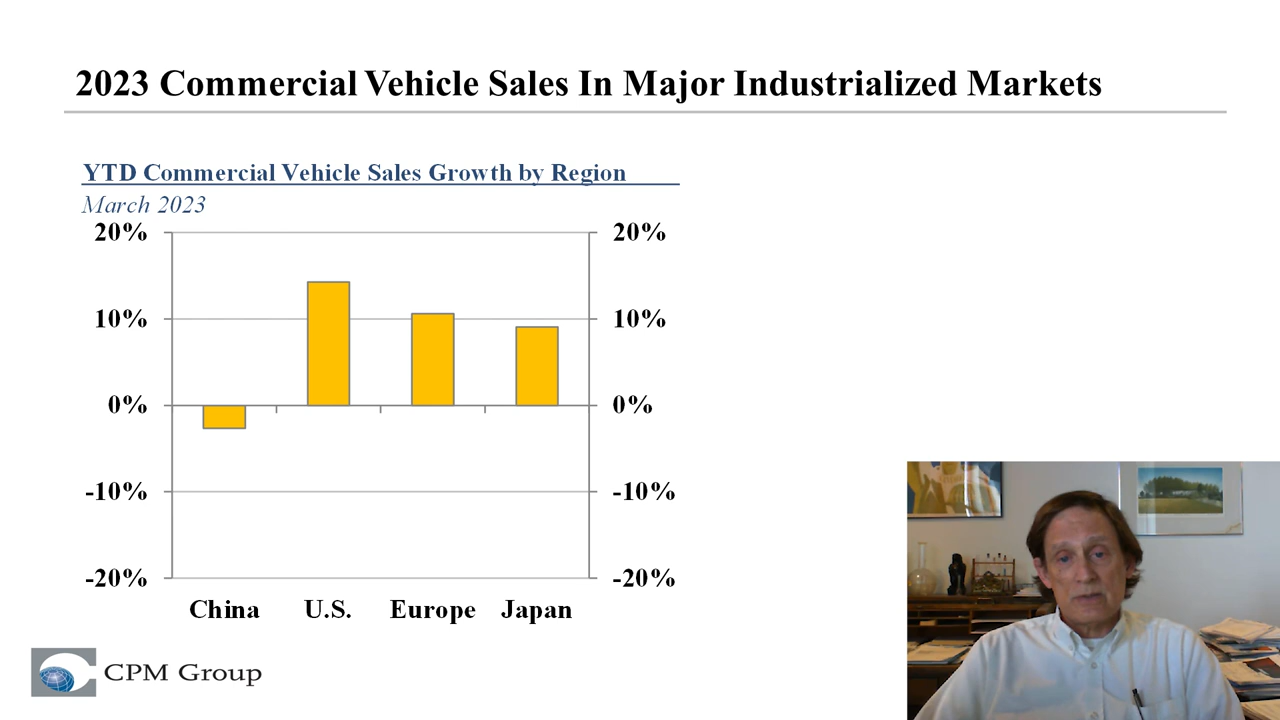 2023 Commercial Vehicle Sales In Major Industrialized Markets
YTD Commercial Vehicle Sales Growth by Region
March 2023
20% 20%
10% 10%
0% 0%
-10% -10%
-20% -20%
China U.S. Europe Japan
CPM Group